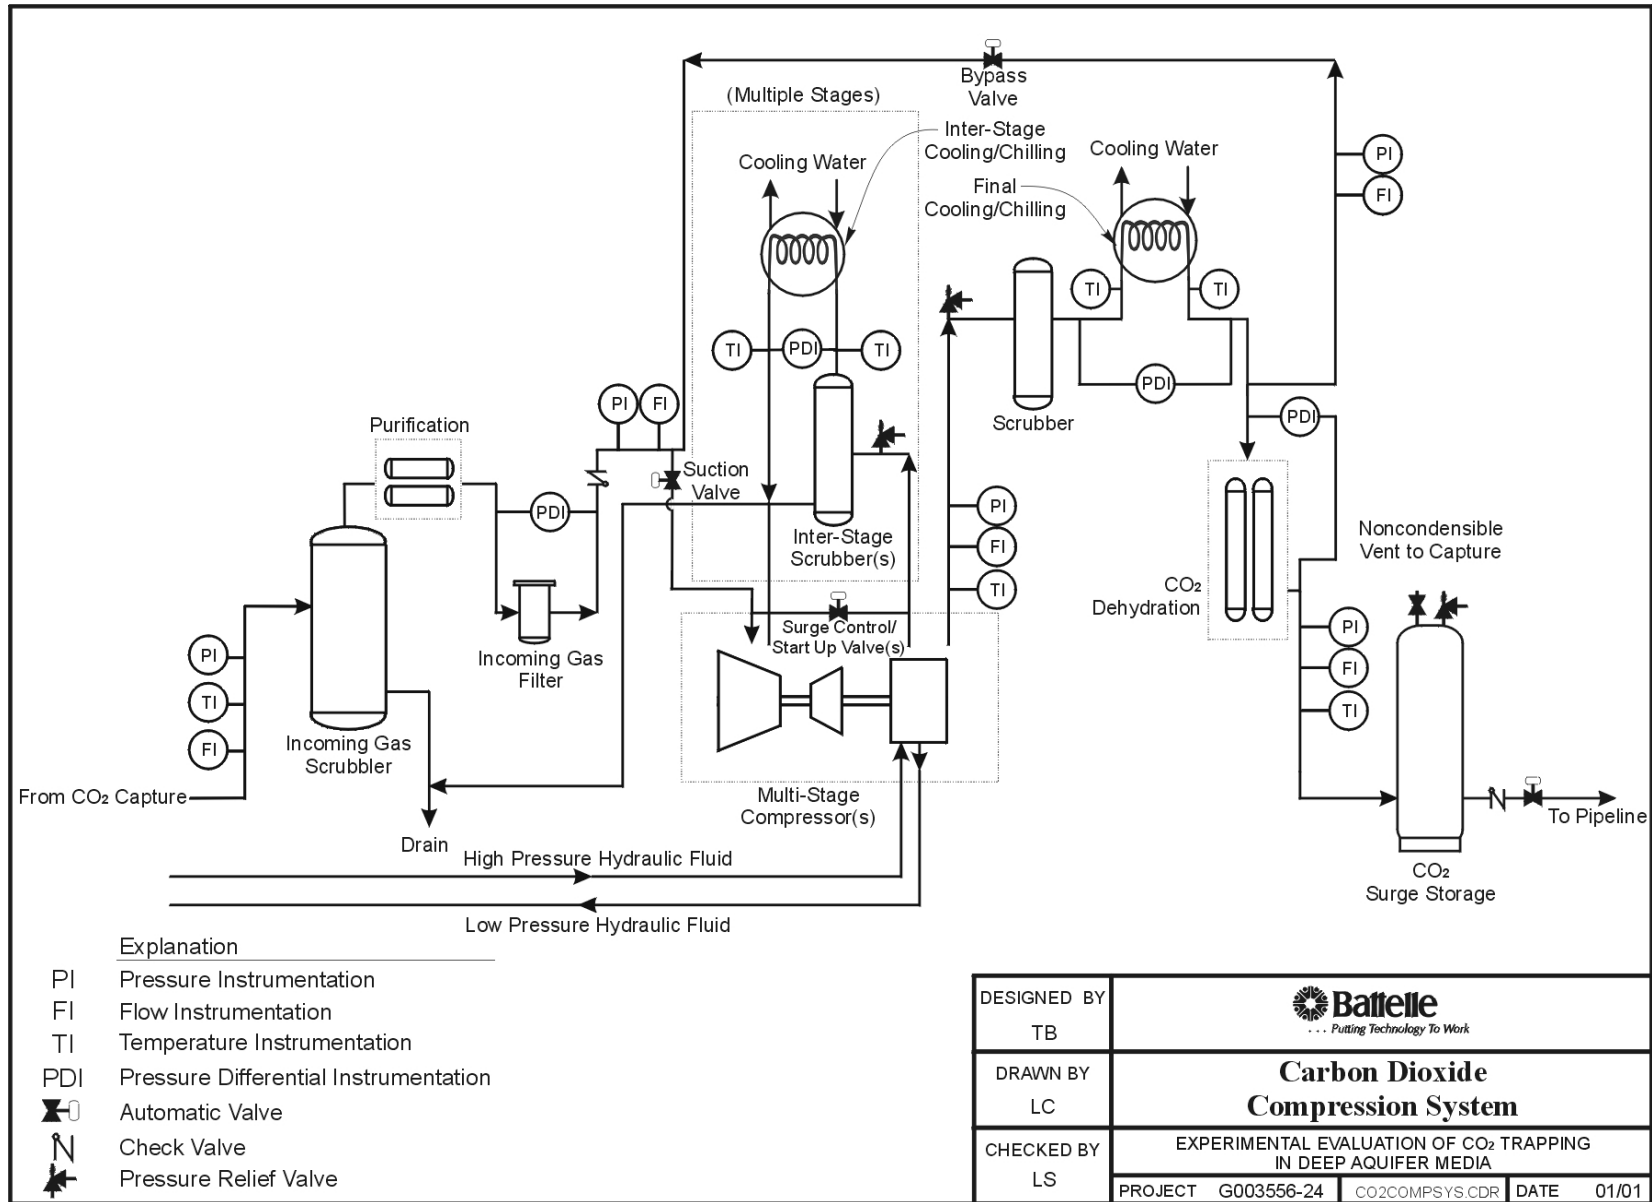 Bypass
Valve
(Multiple Stages)
Inter-Stage
Cooling/Chilling
Cooling Water
Cooling Water
Final
Cooling/Chilling
PI
FI
TI
TI
TI
PDI
TI
PDI
Scrubber
PDI
PI
FI
Purification
Suction
Valve
PDI
Inter-Stage
Scrubber(s)
PI
FI
TI
Noncondensible
Vent to Capture
CO₂
Dehydration
Surge Control/
Start Up Valve(s)
PI
FI
TI
PI
TI
FI
Incoming Gas
Filter
Incoming Gas
Scrubbler
From CO₂ Capture
Drain
Multi-Stage
Compressor(s)
To Pipeline
CO₂
Surge Storage
High Pressure Hydraulic Fluid
Low Pressure Hydraulic Fluid
Explanation
PI Pressure Instrumentation
FI Flow Instrumentation
TI Temperature Instrumentation
PDI Pressure Differential Instrumentation
Automatic Valve
Check Valve
Pressure Relief Valve
DESIGNED BY
TB
Battelle
. . . Putting Technology To Work
DRAWN BY
LC
Carbon Dioxide
Compression System
CHECKED BY
LS
EXPERIMENTAL EVALUATION OF CO₂ TRAPPING
IN DEEP AQUIFER MEDIA
PROJECT G003556-24 CO2COMPSYS.CDR DATE 01/01